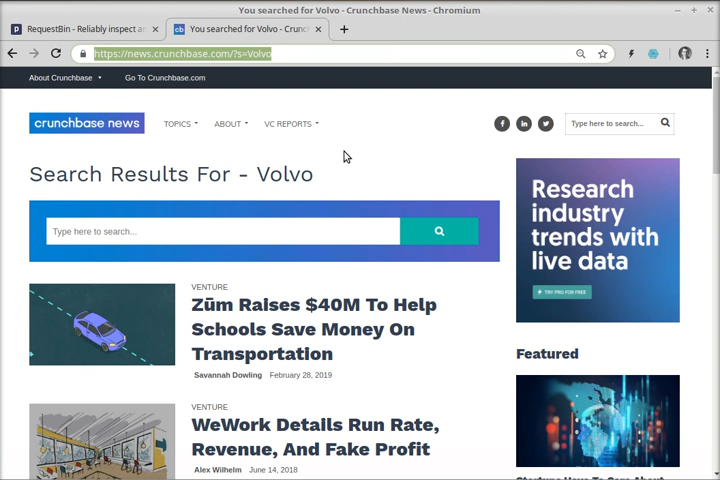 You searched for Volvo - Crunchbase News - Chromium
RequestBin - Reliably inspect an
You searched for Volvo - Crunc
https://news.crunchbase.com/?s=Volvo
About Crunchbase
Go To Crunchbase.com
crunchbase news
TOPICS
ABOUT
VC REPORTS
Type here to search...
Search Results For - Volvo
Type here to search...
Research
industry
trends with
live data
TRY PRO FOR FREE
VENTURE
Zūm Raises $40M To Help
Schools Save Money On
Transportation
Savannah Dowling February 28, 2019
Featured
VENTURE
WeWork Details Run Rate,
Revenue, And Fake Profit
Alex Wilhelm June 14, 2018